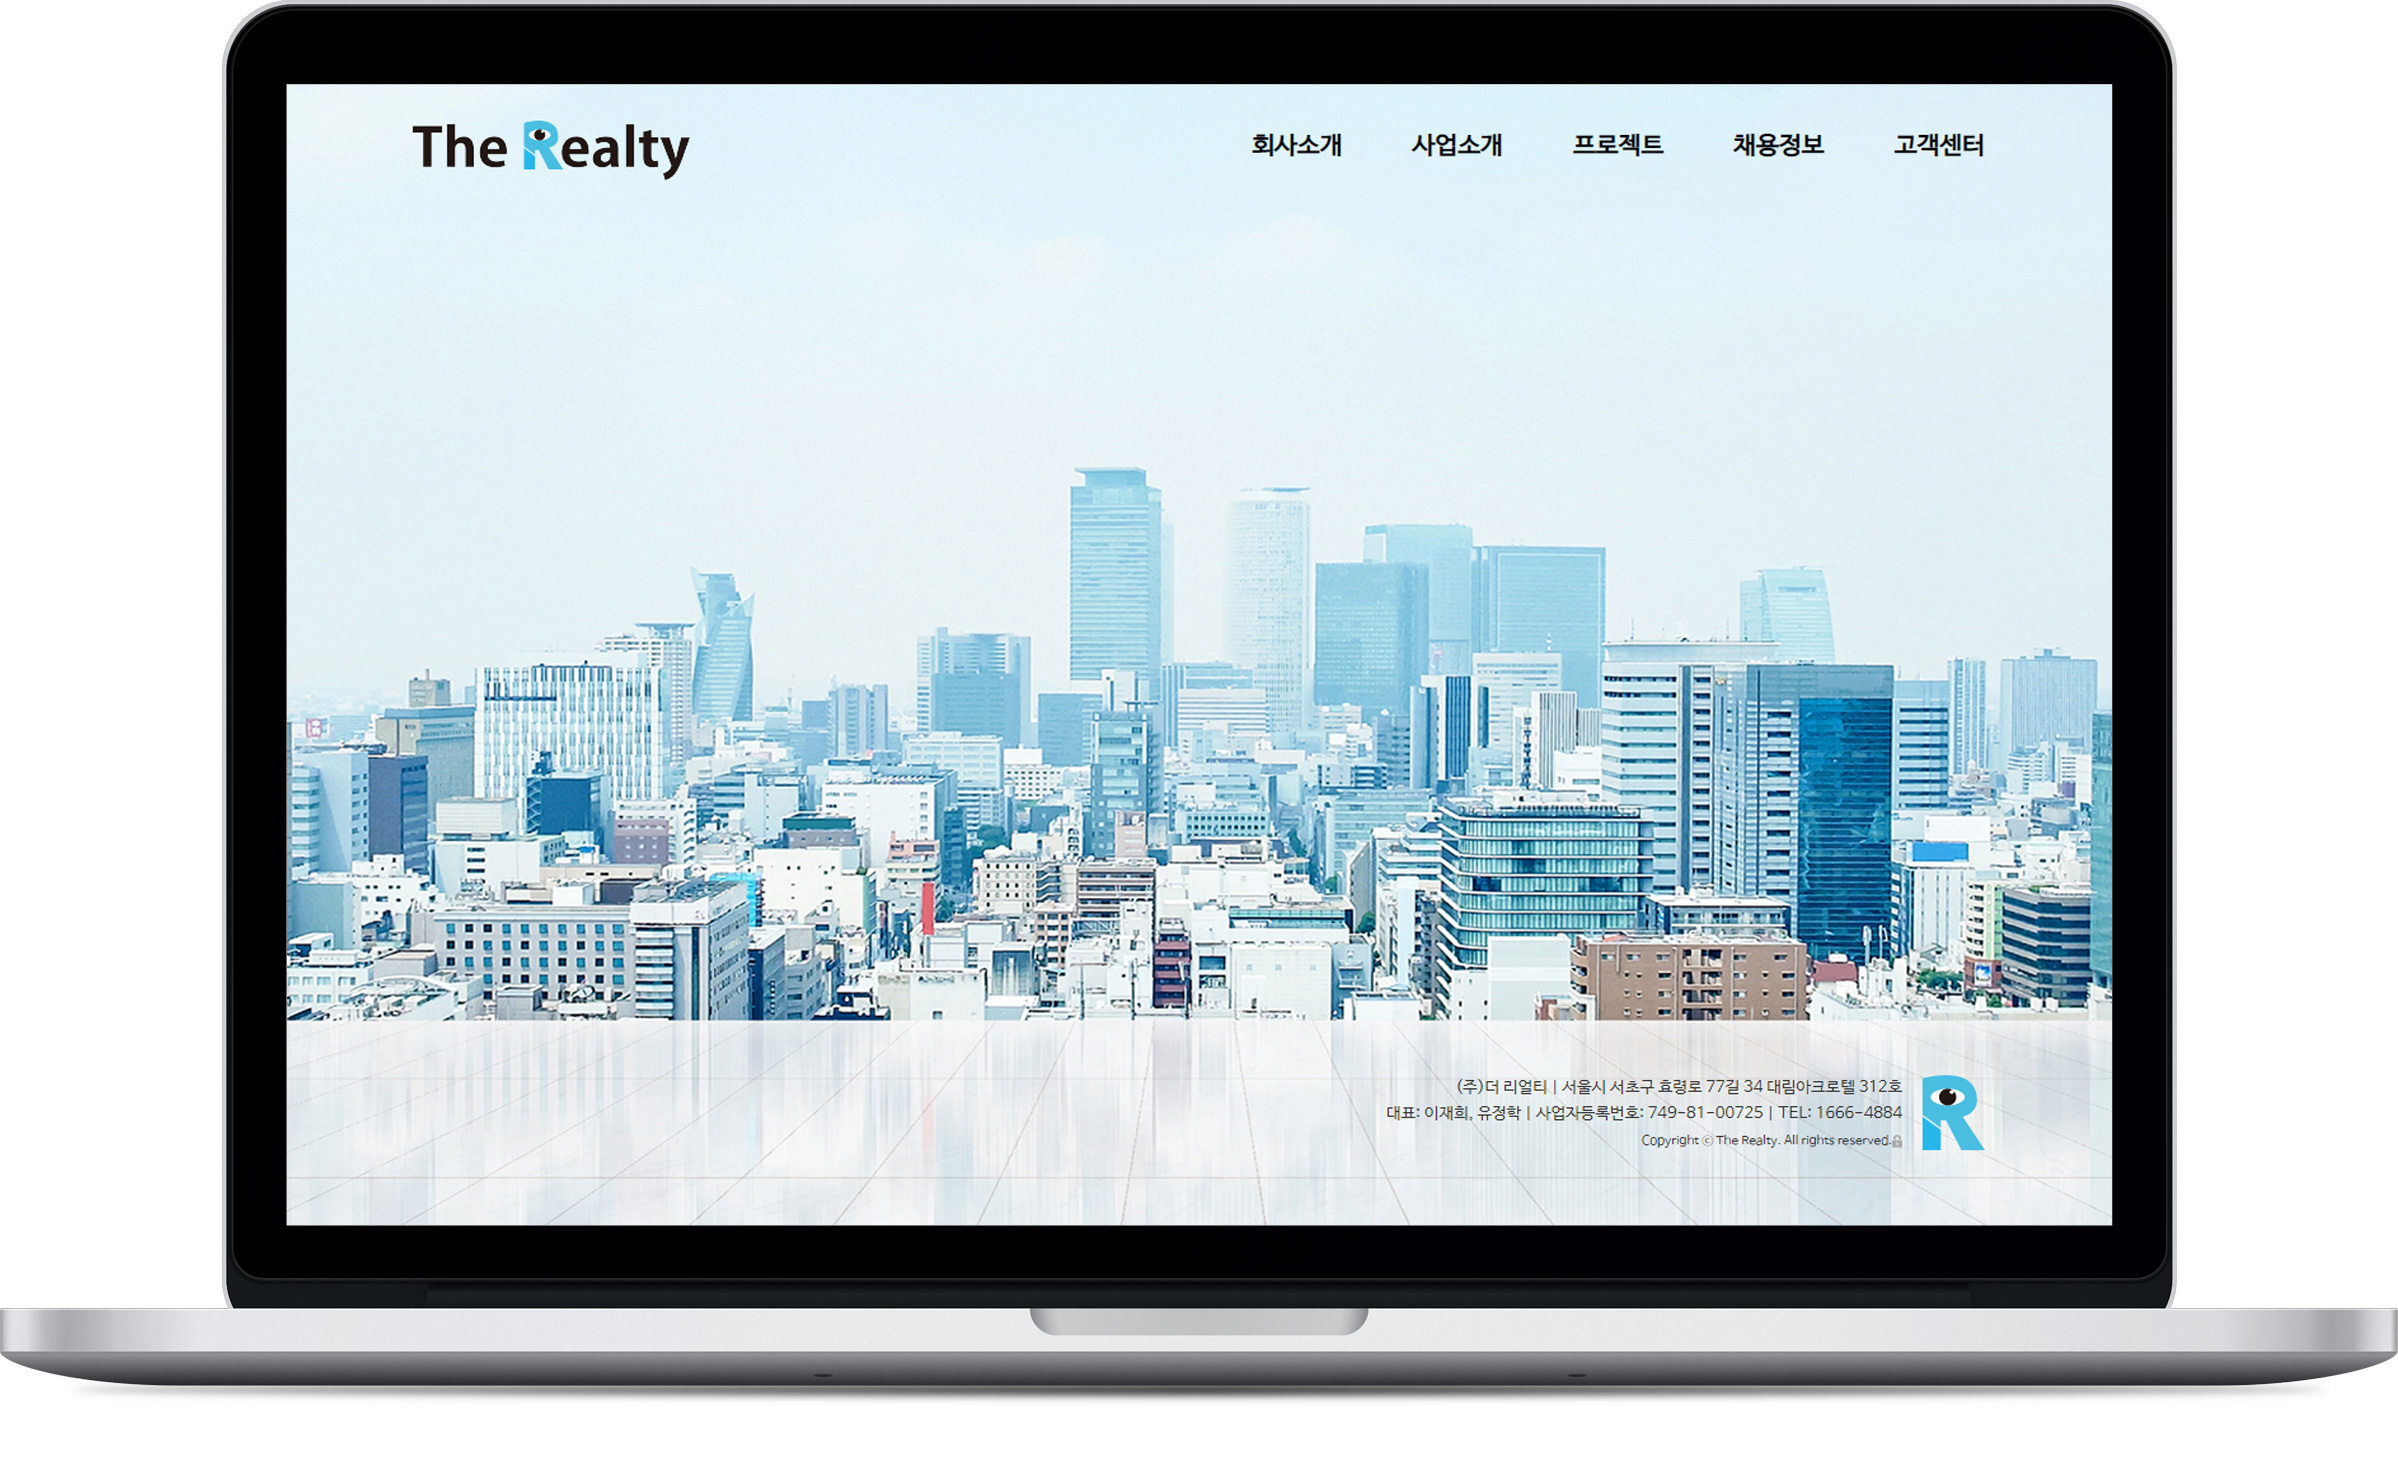 The Realty
회사소개 사업소개 프로젝트 채용정보 고객센터
(주)더 리얼티 | 서울시 서초구 효령로 77길 34 대림아크로텔 312호
대표: 이재희, 유정학 | 사업자등록번호: 749-81-00725 | TEL: 1666-4884
Copyright ⓒ The Realty. All rights reserved.
R